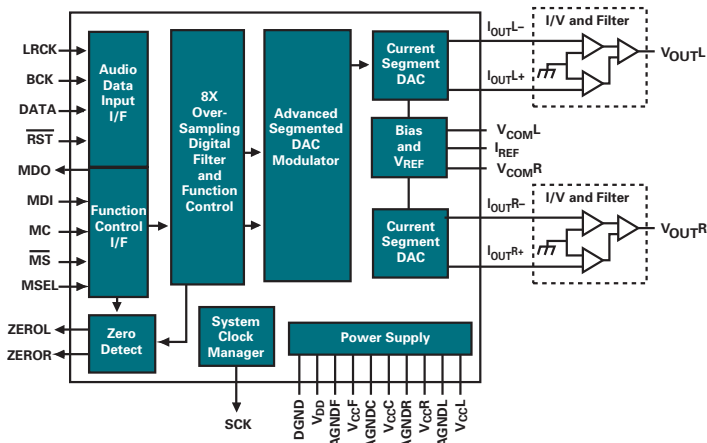 LRCK
BCK
DATA
RST
MDO
MDI
MC
MS
MSEL
ZEROL
ZEROR
Audio
Data
Input
I/F
Function
Control
I/F
Zero
Detect
8X
Over-
Sampling
Digital
Filter
and
Function
Control
System
Clock
Manager
SCK
Advanced
Segmented
DAC
Modulator
Current
Segment
DAC
Bias
and
VREF
Current
Segment
DAC
Power Supply
DGND
VDD
AGNDF
VCCF
AGNDC
VCCC
AGNDR
VCCR
AGNDL
VCCL
IOUTL–
IOUTL+
VCOML
IREF
VCOMR
IOUTR–
IOUTR+
I/V and Filter
VOUTL
I/V and Filter
VOUTR